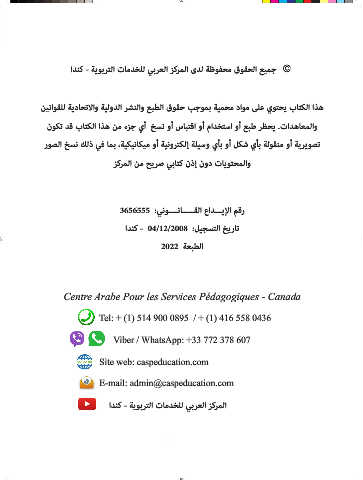 © جميع الحقوق محفوظة لدى المركز العربي للخدمات التربوية - كندا
هذا الكتاب يحتوي على مواد محمية بموجب حقوق الطبع والنشر الدولية والاتحادية للقوانين
والمعاهدات. يحظر طبع أو استخدام أو اقتباس أو نسخ أي جزء من هذا الكتاب قد تكون
تصويرية أو منقولة بأي شكل أو بأي وسيلة إلكترونية أو ميكانيكية، بما في ذلك نسخ الصور
والمحتويات دون إذن كتابي صريح من المركز
رقم الإيـــداع القـــانـــوني: 3656555
تاريخ التسجيل: 04/12/2008 - كندا
الطبعة 2022
Centre Arabe Pour les Services Pédagogiques - Canada
Tel: + (1) 514 900 0895 / + (1) 416 558 0436
Viber / WhatsApp: +33 772 378 607
Site web: caspeducation.com
E-mail: admin@caspeducation.com
المركز العربي للخدمات التربوية - كندا